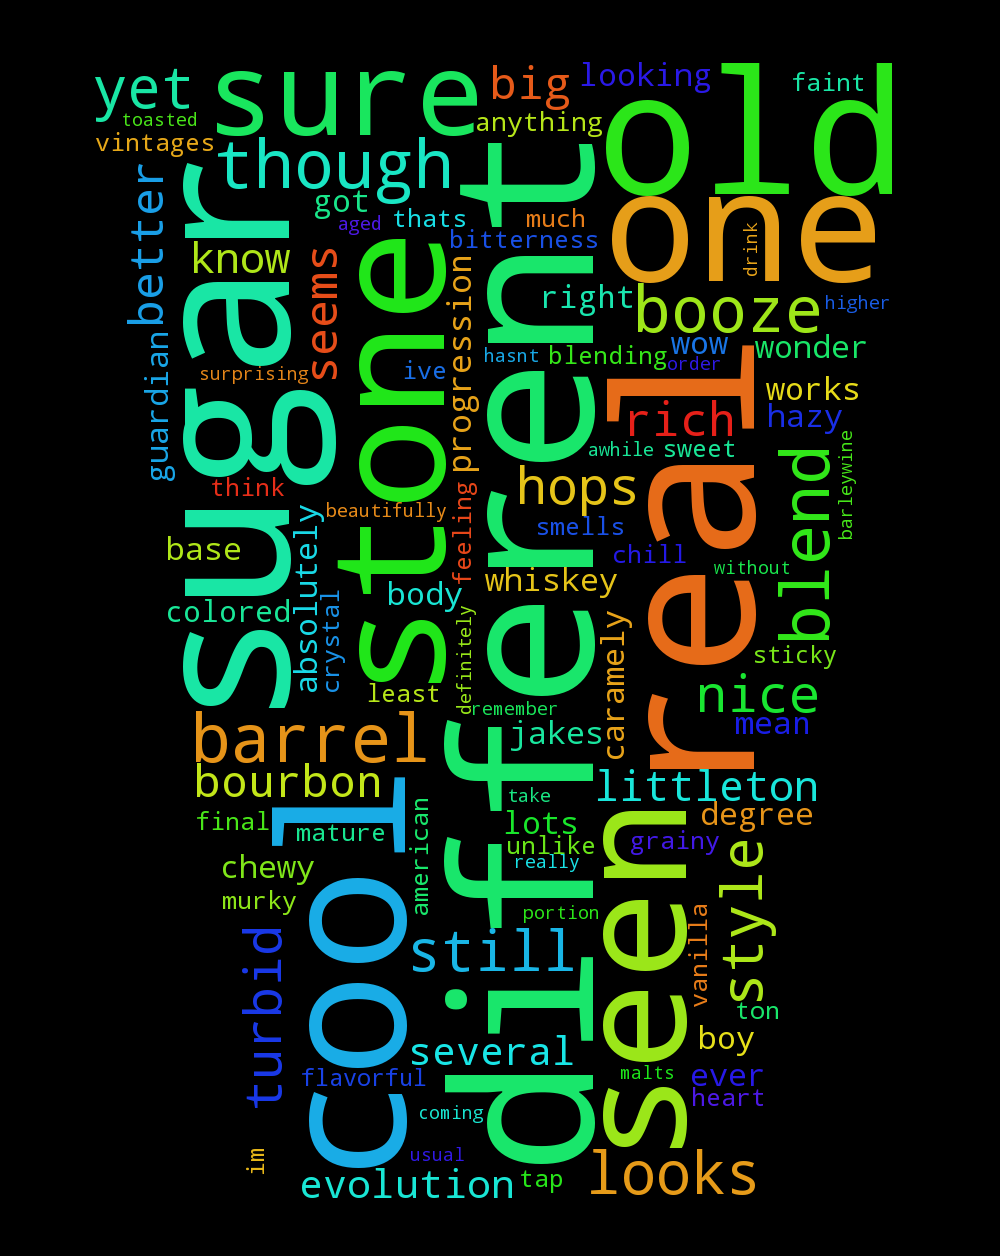 yet
sure
big
looking
old
faint
toasted
anything
vintages
though
different
better
sugar
got
aged
thats
much
one
drink
know
seems
stone
progression
bitterness
right
booze
higher
guardian
surprising
ive
hasnt
blending
wow
order
wonder
real
works
rich
hazy
awhile
sweet
blend
barleywine
think
hops
beautifully
feeling
smells
base
absolutely
chill
without
colored
crystal
body
whiskey
definitely
caramely
sticky
least
remember
nice
barrel
jakes
mean
bourbon
cool
littleton
final
mature
american
take
lots
seen
degree
unlike
grainy
style
chewy
really
murky
portion
vanilla
turbid
still
ton
several
boy
flavorful
malts
ever
coming
heart
im
usual
evolution
tap
looks